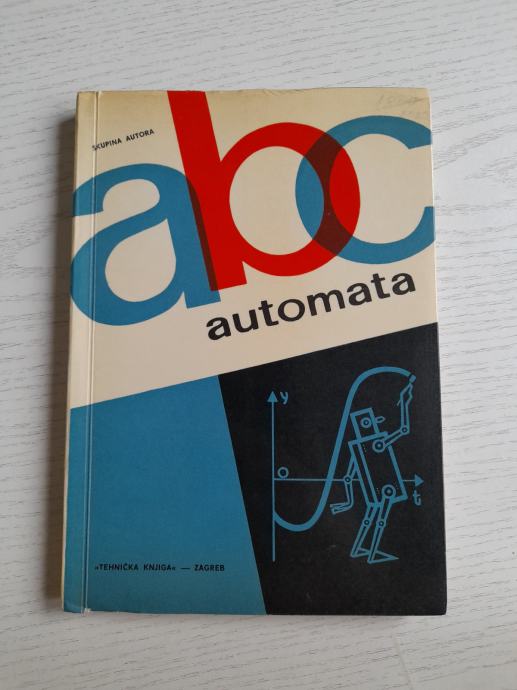 SKUPINA AUTORA
abc
automata
y
O
t
»TEHNIČKA KNJIGA« — ZAGREB